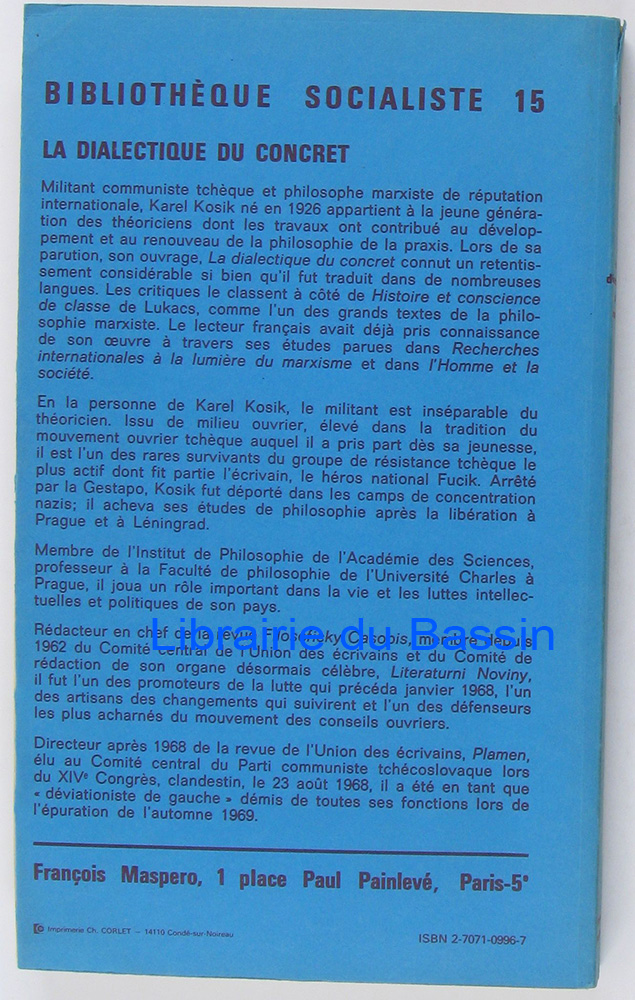 BIBLIOTHÈQUE SOCIALISTE 15
LA DIALECTIQUE DU CONCRET
Militant communiste tchèque et philosophe marxiste de réputation
internationale, Karel Kosik né en 1926 appartient à la jeune généra-
tion des théoriciens dont les travaux ont contribué au dévelop-
pement et au renouveau de la philosophie de la praxis. Lors de sa
parution, son ouvrage, La dialectique du concret connut un retentis-
sement considérable si bien qu'il fut traduit dans de nombreuses
langues. Les critiques le classent à côté de Histoire et conscience
de classe de Lukacs, comme l'un des grands textes de la philo-
sophie marxiste. Le lecteur français avait déjà pris connaissance
de son œuvre à travers ses études parues dans Recherches
internationales à la lumière du marxisme et dans l'Homme et la
société.
En la personne de Karel Kosik, le militant est inséparable du
théoricien. Issu de milieu ouvrier, élevé dans la tradition du
mouvement ouvrier tchèque auquel il a pris part dès sa jeunesse,
il est l'un des rares survivants du groupe de résistance tchèque le
plus actif dont fit partie l'écrivain, le héros national Fucik. Arrêté
par la Gestapo, Kosik fut déporté dans les camps de concentration
nazis; il acheva ses études de philosophie après la libération à
Prague et à Léningrad.
Membre de l'Institut de Philosophie de l'Académie des Sciences,
professeur à la Faculté de philosophie de l'Université Charles à
Prague, il joua un rôle important dans la vie et les luttes intellec-
tuelles et politiques de son pays.
Rédacteur en chef de la revue Filosoficky Casopis, membre depuis
Librairie du Bassin
1962 du Comité central de l'Union des écrivains et du Comité de
rédaction de son organe désormais célèbre, Literaturni Noviny,
il fut l'un des promoteurs de la lutte qui précéda janvier 1968, l'un
des artisans des changements qui suivirent et l'un des défenseurs
les plus acharnés du mouvement des conseils ouvriers.
Directeur après 1968 de la revue de l'Union des écrivains, Plamen,
élu au Comité central du Parti communiste tchécoslovaque lors
du XIVe Congrès, clandestin, le 23 août 1968, il a été en tant que
« déviationiste de gauche » démis de toutes ses fonctions lors de
l'épuration de l'automne 1969.
François Maspero, 1 place Paul Painlevé, Paris-5e
Imprimerie Ch. CORLET - 14110 Condé-sur-Noireau
ISBN 2-7071-0996-7